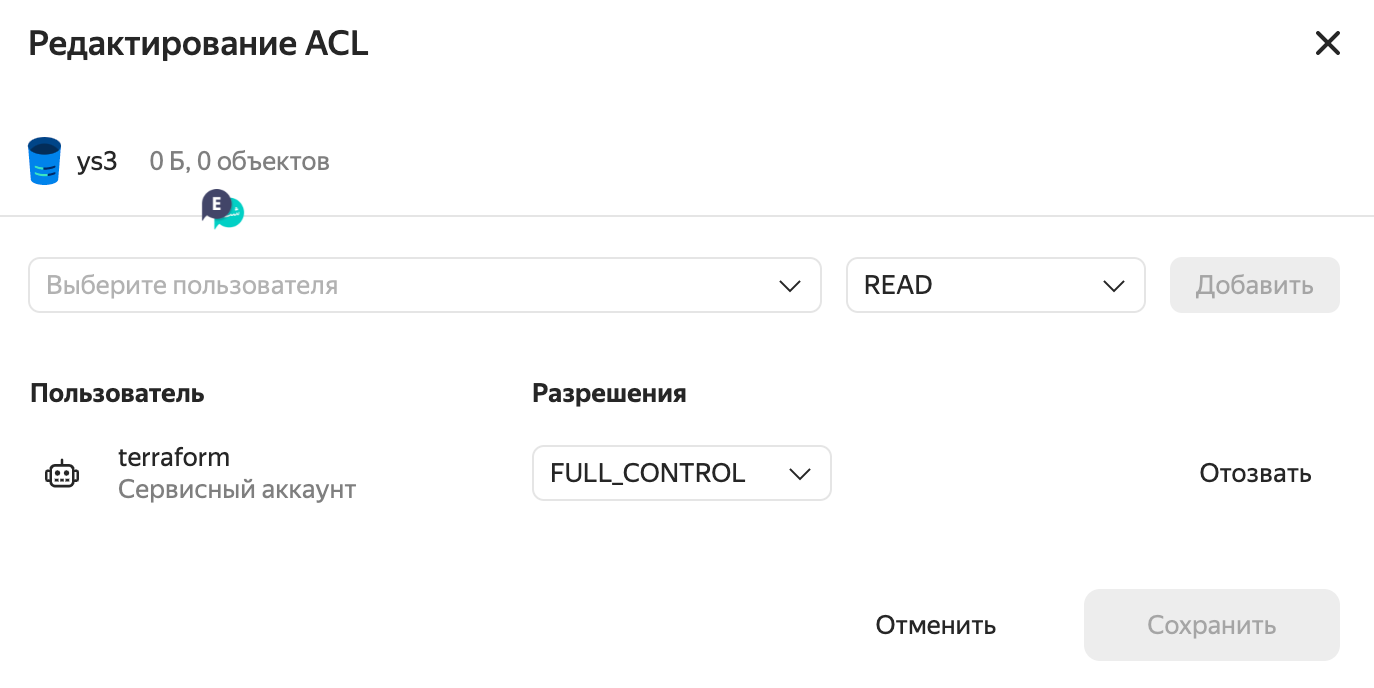 Редактирование ACL
ys3 0 Б, 0 объектов
E
Выберите пользователя READ Добавить
Пользователь Разрешения
terraform
Сервисный аккаунт
FULL_CONTROL Отозвать
Отменить Сохранить